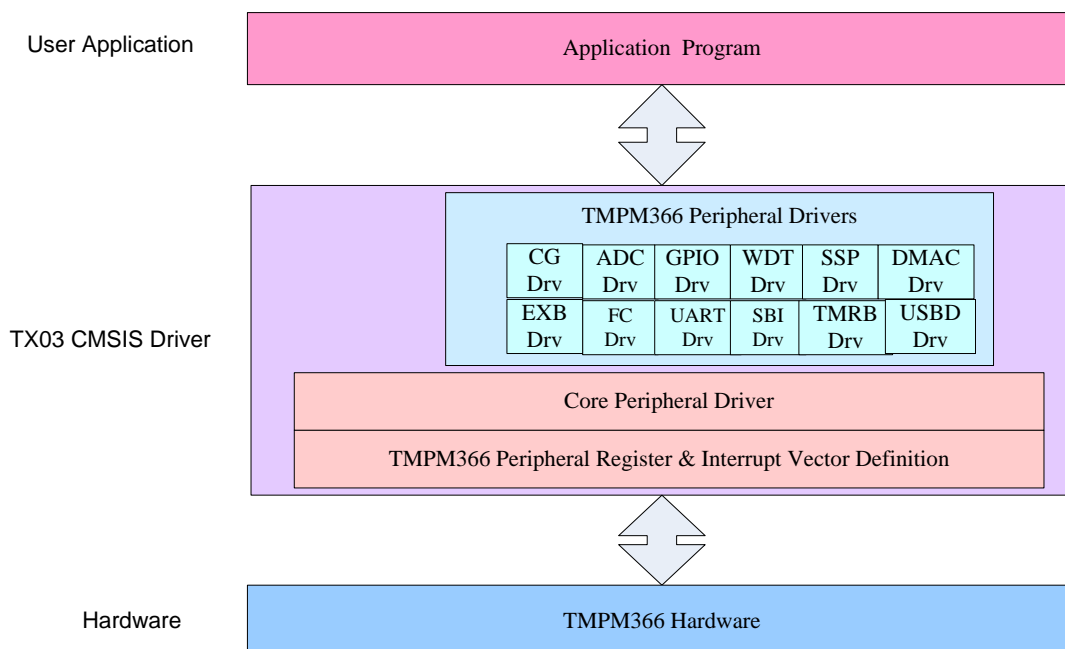 User Application
Application Program
TX03 CMSIS Driver
TMPM366 Peripheral Drivers
CG
Drv
ADC
Drv
GPIO
Drv
WDT
Drv
SSP
Drv
DMAC
Drv
EXB
Drv
FC
Drv
UART
Drv
SBI
Drv
TMRB
Drv
USBD
Drv
Core Peripheral Driver
TMPM366 Peripheral Register & Interrupt Vector Definition
Hardware
TMPM366 Hardware